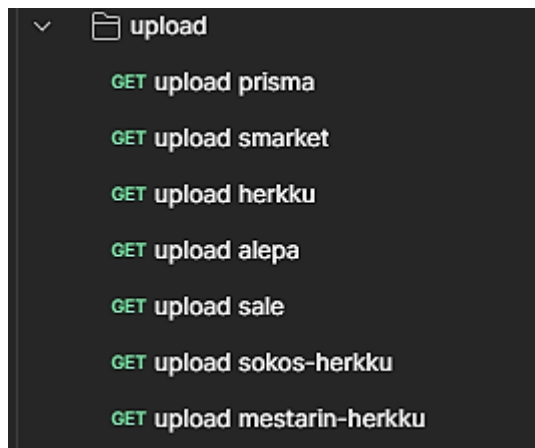 upload
GET upload prisma
GET upload smarket
GET upload herkku
GET upload alepa
GET upload sale
GET upload sokos-herkku
GET upload mestarin-herkku